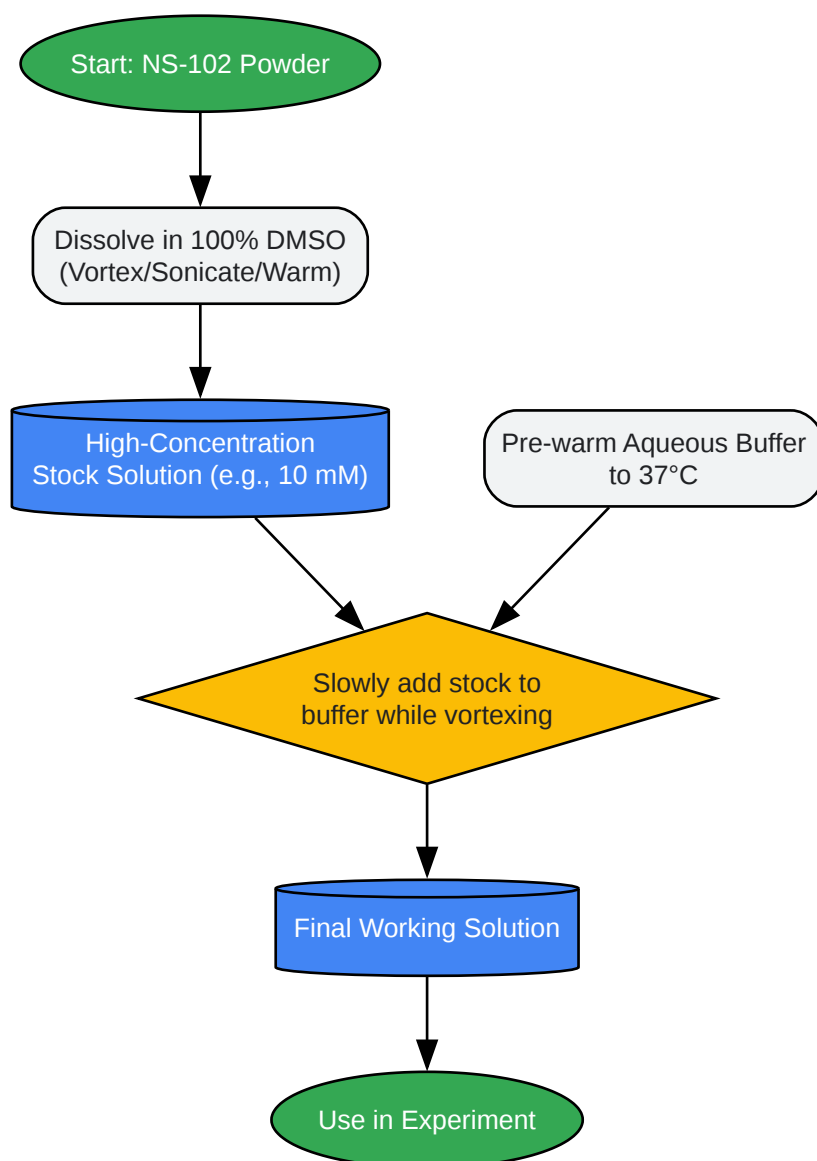 Start: NS-102 Powder
Dissolve in 100% DMSO
(Vortex/Sonicate/Warm)
High-Concentration
Stock Solution (e.g., 10 mM)
Pre-warm Aqueous Buffer
to 37°C
Slowly add stock to
buffer while vortexing
Final Working Solution
Use in Experiment